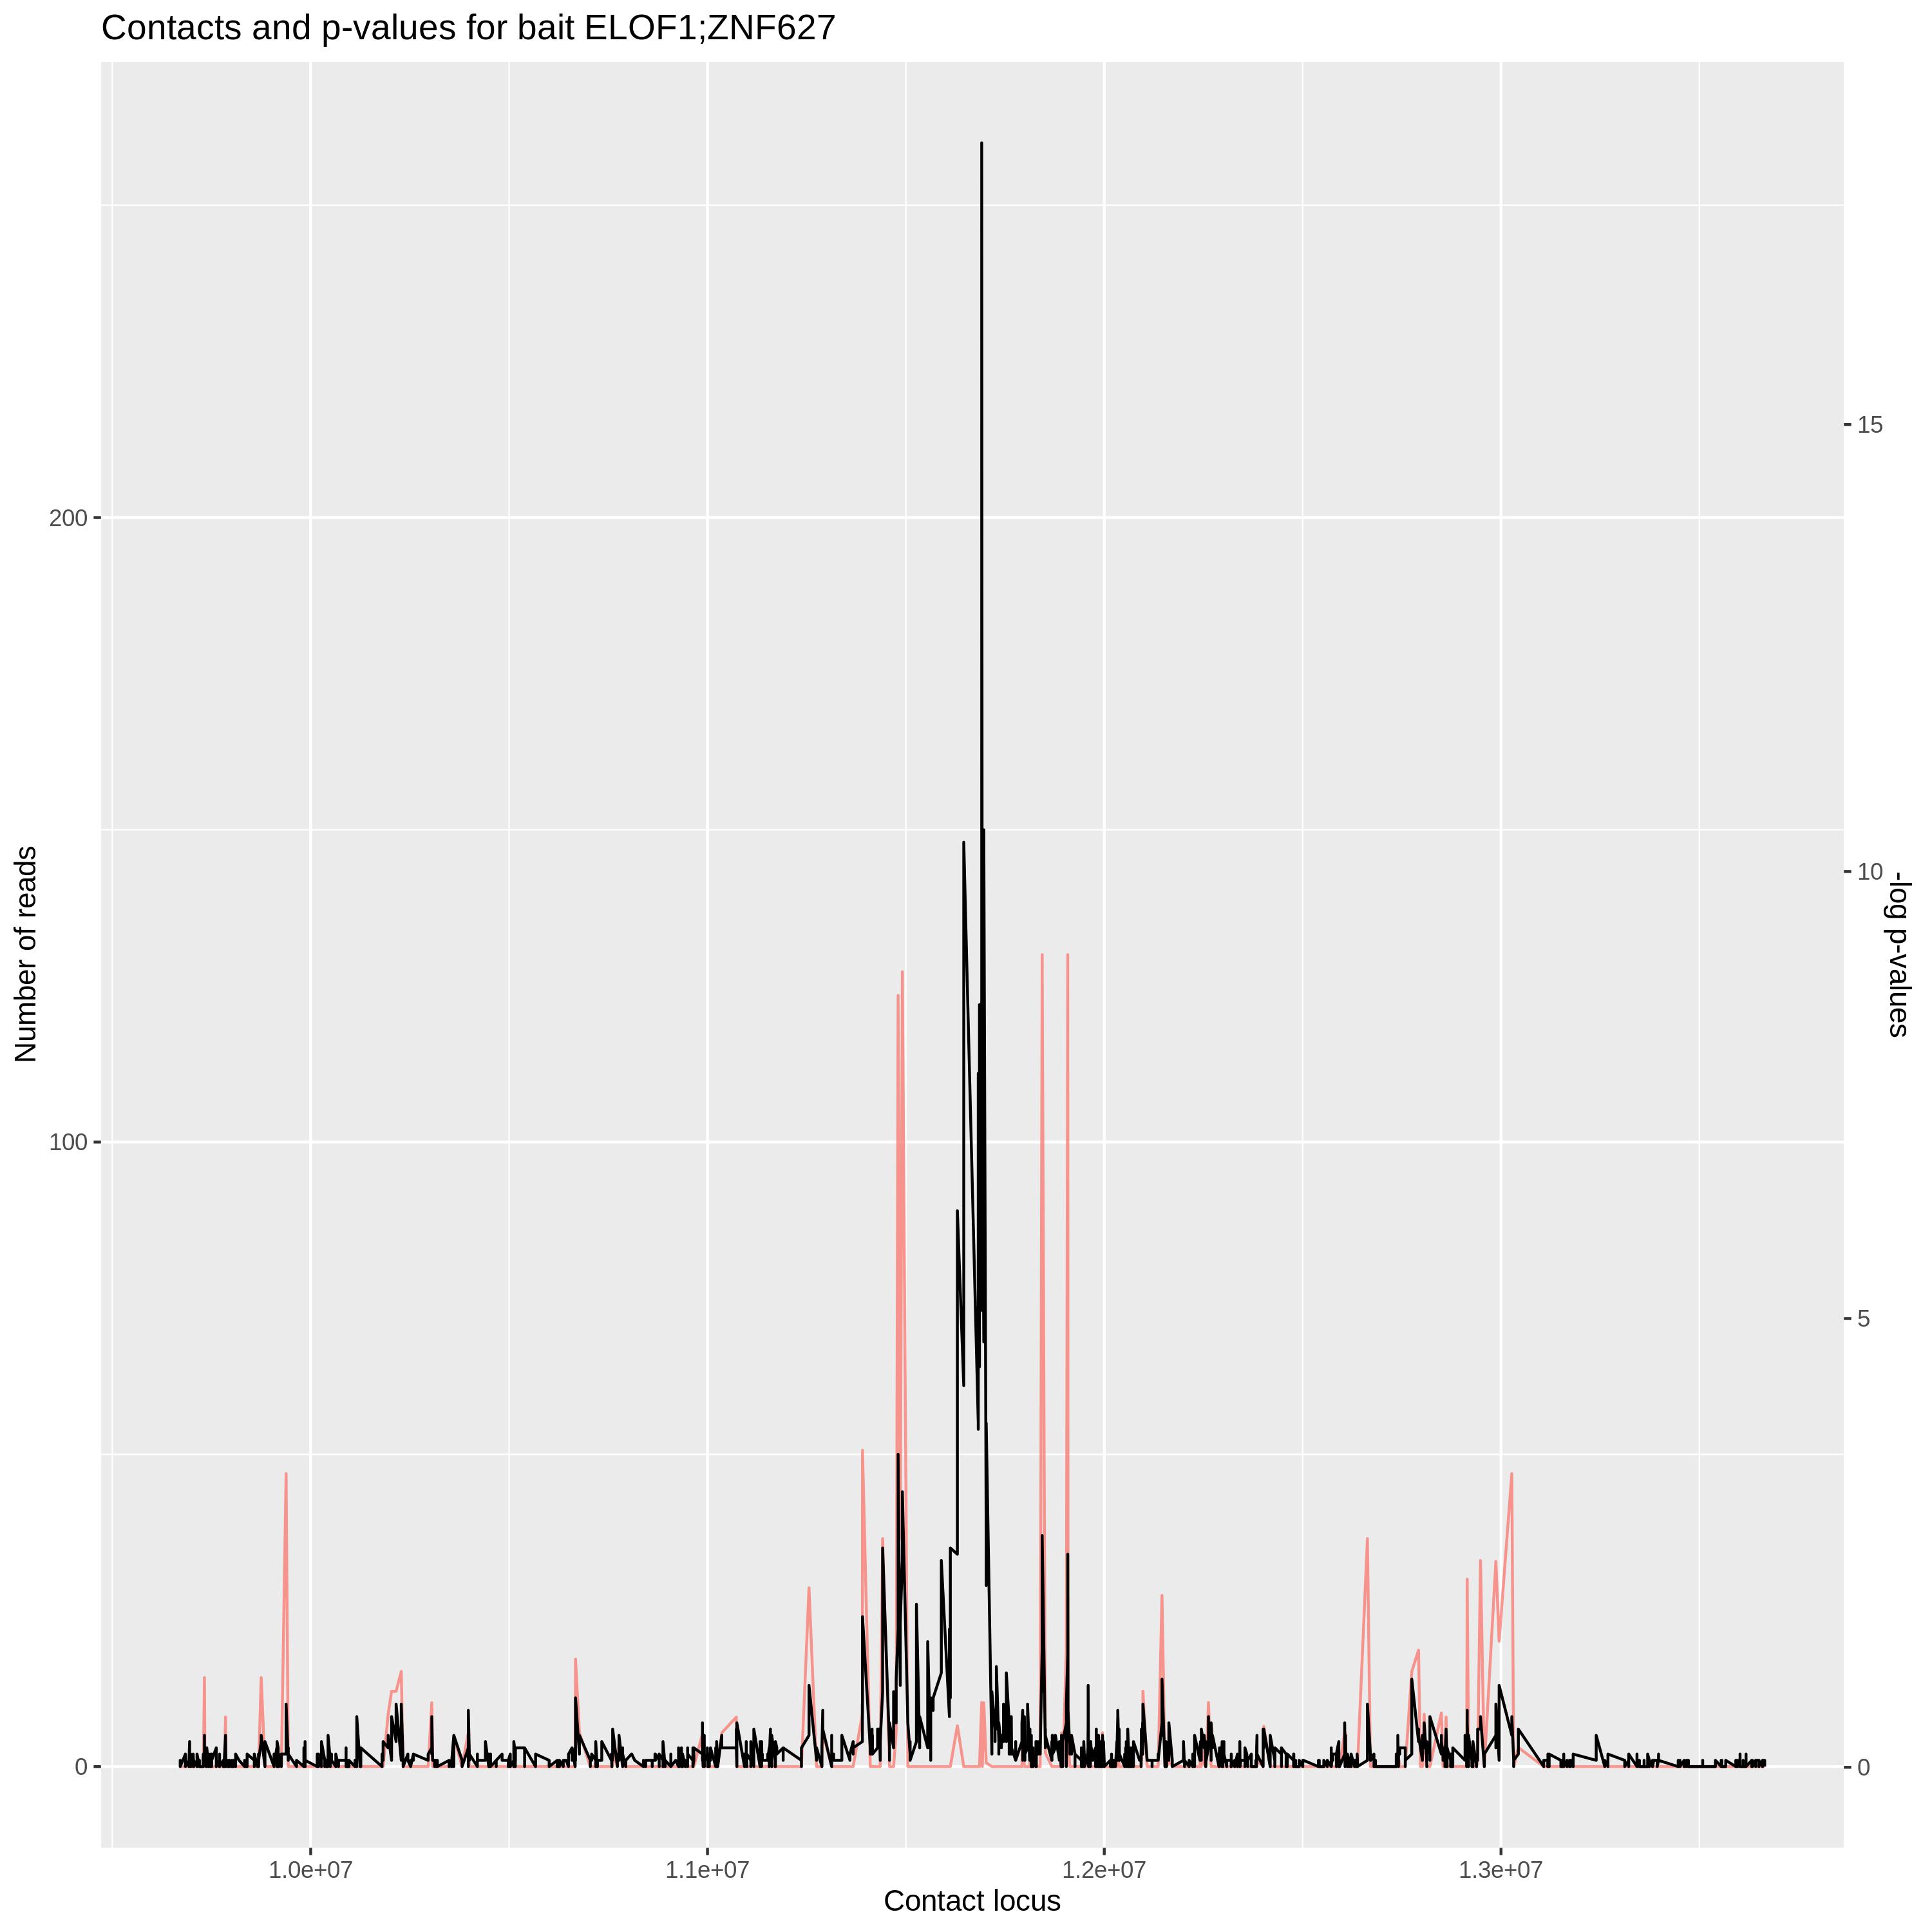 Contacts and p-values for bait ELOF1;ZNF627
Number of reads
200
100
0
15
10
5
0
-log p-values
1.0e+07
1.1e+07
1.2e+07
1.3e+07
Contact locus